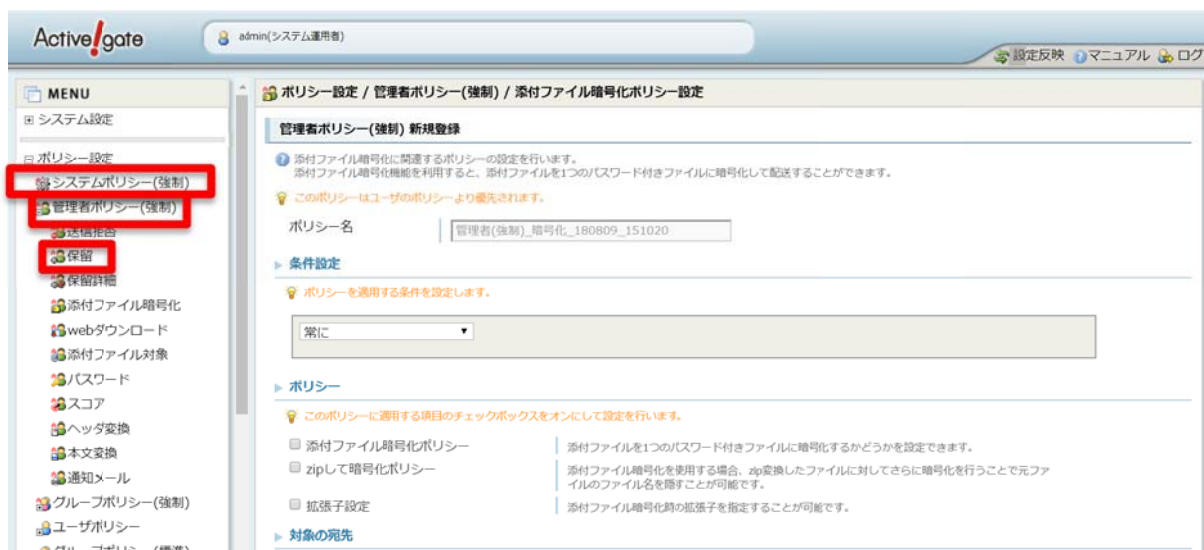 Active!gate
admin(システム運用者)
設定反映 マニュアル ログ
MENU
システム設定
ポリシー設定
システムポリシー(強制)
管理者ポリシー(強制)
送信拒否
保留
保留詳細
添付ファイル暗号化
webダウンロード
添付ファイル対象
パスワード
スコア
ヘッダ変換
本文変換
通知メール
グループポリシー(強制)
ユーザポリシー
グループポリシー(標準)
ポリシー設定 / 管理者ポリシー(強制) / 添付ファイル暗号化ポリシー設定
管理者ポリシー(強制) 新規登録
添付ファイル暗号化に関連するポリシーの設定を行います。
添付ファイル暗号化機能を利用すると、添付ファイルを1つのパスワード付きファイルに暗号化して配送することができます。
このポリシーはユーザのポリシーより優先されます。
ポリシー名
管理者(強制)_暗号化_180809_151020
条件設定
ポリシーを適用する条件を設定します。
常に
ポリシー
このポリシーに適用する項目のチェックボックスをオンにして設定を行います。
添付ファイル暗号化ポリシー 添付ファイルを1つのパスワード付きファイルに暗号化するかどうかを設定できます。
zipして暗号化ポリシー 添付ファイル暗号化を使用する場合、zip変換したファイルに対してさらに暗号化を行うことで元ファ
イルのファイル名を隠すことが可能です。
拡張子設定 添付ファイル暗号化時の拡張子を指定することが可能です。
対象の宛先